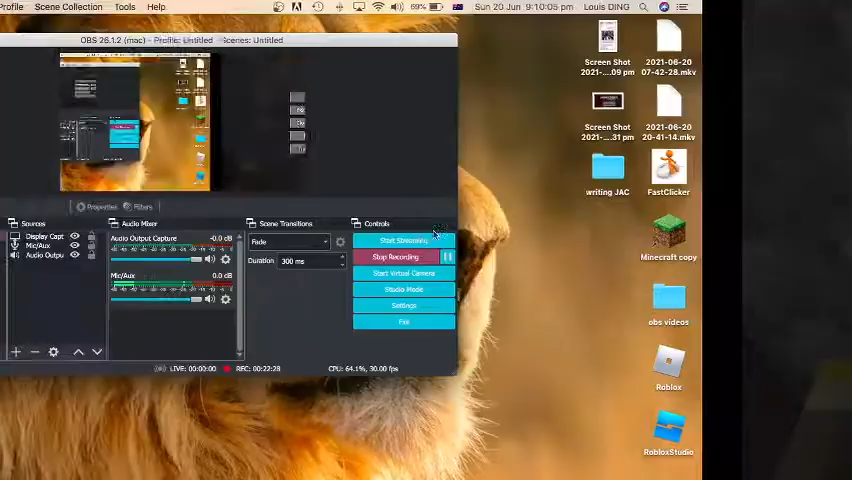 Profile Scene Collection Tools Help 69% Sun 20 Jun 9:10:05 pm Louis DING
OBS 26.1.2 (mac) - Profile: Untitled - Scenes: Untitled
Screen Shot
2021-....09 pm
2021-06-20
07-42-28.mkv
Screen Shot
2021-....31 pm
2021-06-20
20-41-14.mkv
writing JAC
FastClicker
Minecraft copy
obs videos
Roblox
RobloxStudio
Properties Filters
Sources
Display Capt
Mic/Aux
Audio Outpu
Audio Mixer
Audio Output Capture -0.0 dB
Mic/Aux 0.0 dB
Scene Transitions
Fade
Duration 300 ms
Controls
Start Streaming
Stop Recording
Start Virtual Camera
Studio Mode
Settings
Exit
LIVE: 00:00:00 REC: 00:22:28 CPU: 64.1%, 30.00 fps